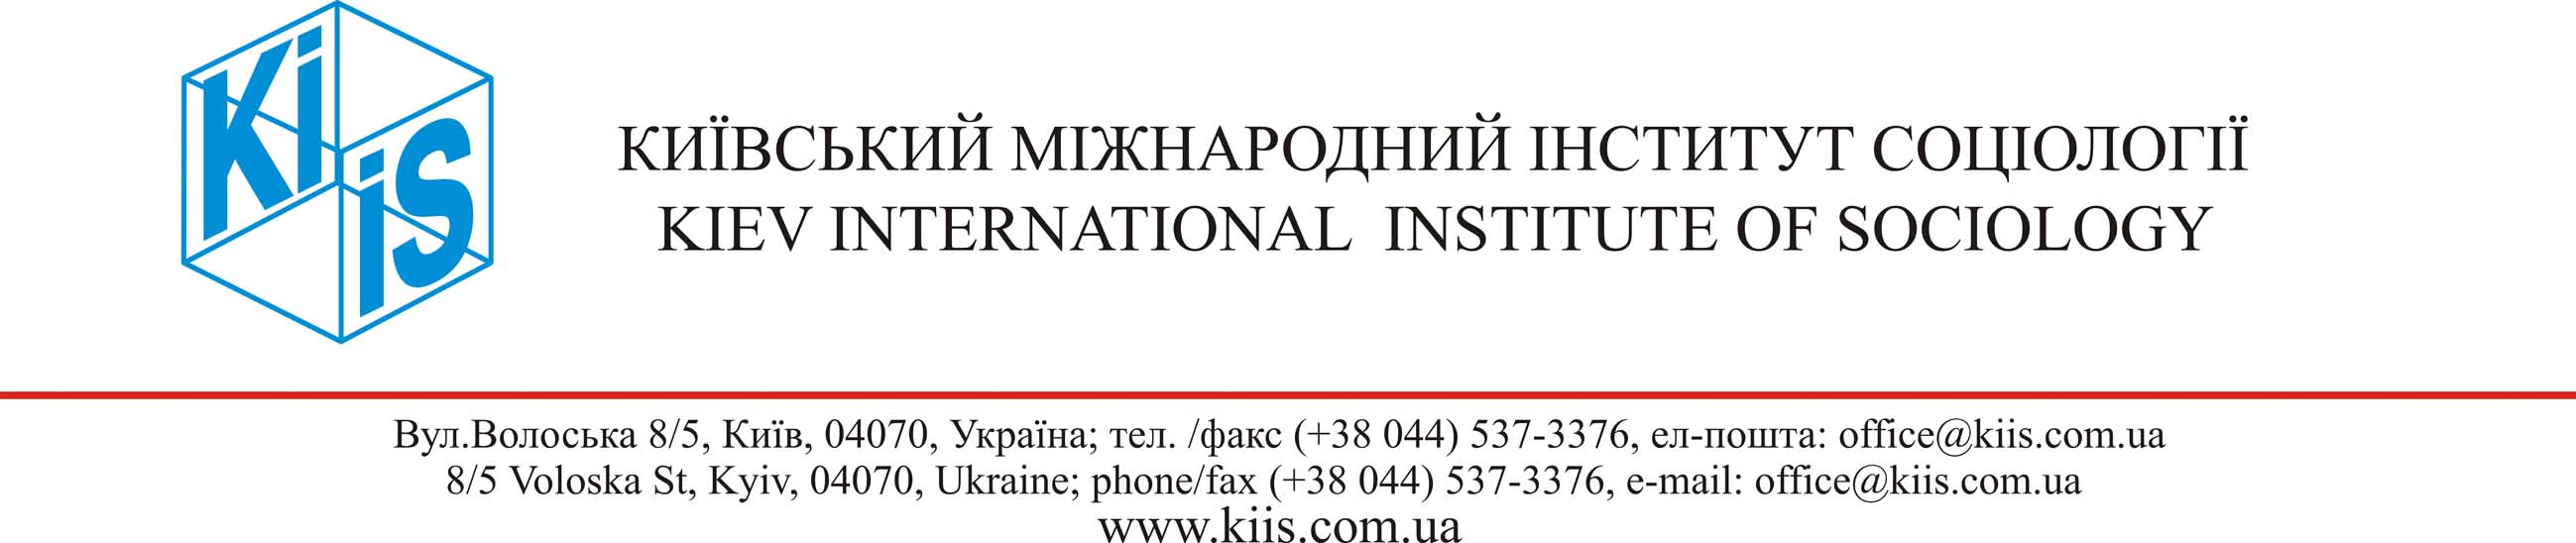 Ki
iS
КИЇВСЬКИЙ МІЖНАРОДНИЙ ІНСТИТУТ СОЦІОЛОГІЇ
KIEV INTERNATIONAL INSTITUTE OF SOCIOLOGY
Вул.Волоська 8/5, Київ, 04070, Україна; тел. /факс (+38 044) 537-3376, ел-пошта: office@kiis.com.ua
8/5 Voloska St, Kyiv, 04070, Ukraine; phone/fax (+38 044) 537-3376, e-mail: office@kiis.com.ua
www.kiis.com.ua